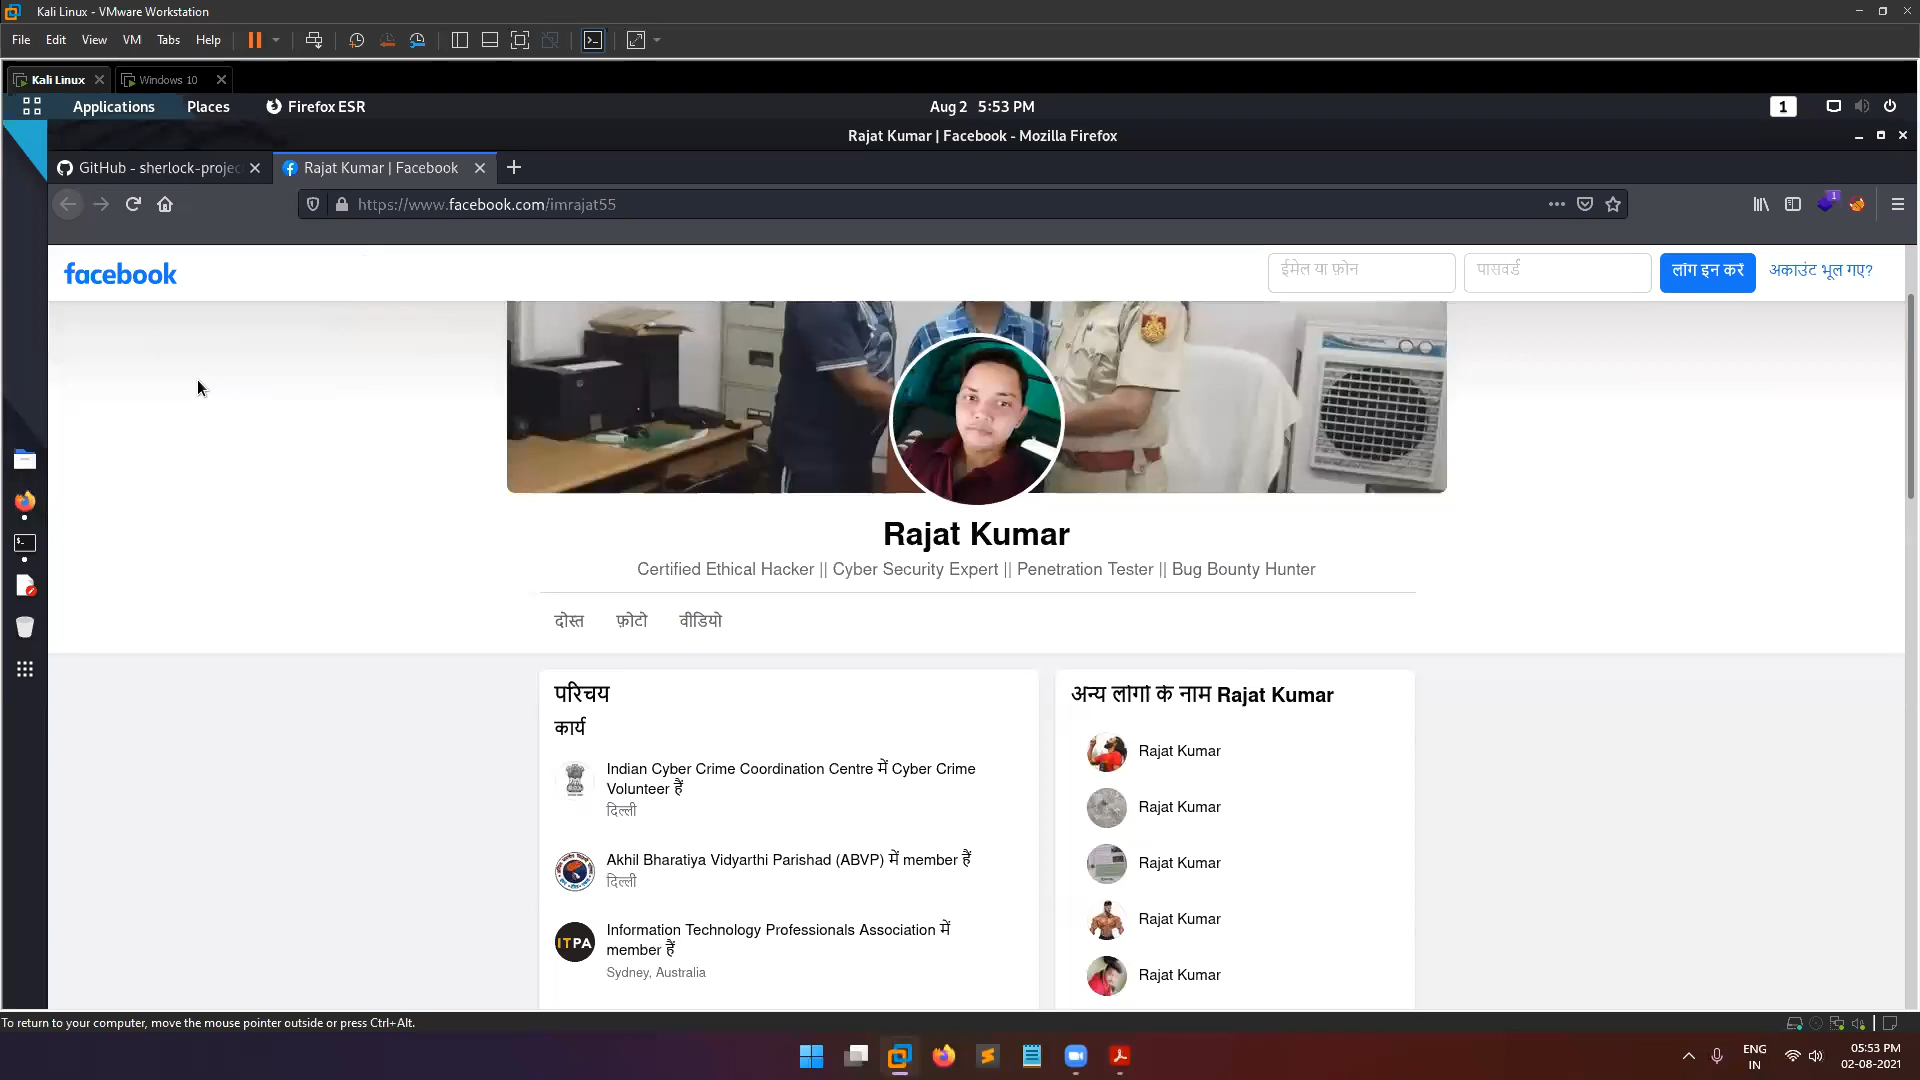 Kali Linux - VMware Workstation
File Edit View VM Tabs Help
Kali Linux
Windows 10
Applications Places Firefox ESR
Aug 2 5:53 PM
1
Rajat Kumar | Facebook - Mozilla Firefox
GitHub - sherlock-projec
Rajat Kumar | Facebook
https://www.facebook.com/imrajat55
1
facebook
ईमेल या फ़ोन
पासवर्ड
लॉग इन करें
अकाउंट भूल गए?
Rajat Kumar
Certified Ethical Hacker || Cyber Security Expert || Penetration Tester || Bug Bounty Hunter
दोस्त फ़ोटो वीडियो
परिचय
कार्य
Indian Cyber Crime Coordination Centre में Cyber Crime
Volunteer हैं
दिल्ली
Akhil Bharatiya Vidyarthi Parishad (ABVP) में member हैं
दिल्ली
ITPA
Information Technology Professionals Association में
member हैं
Sydney, Australia
अन्य लोगों के नाम Rajat Kumar
Rajat Kumar
Rajat Kumar
Rajat Kumar
Rajat Kumar
Rajat Kumar
To return to your computer, move the mouse pointer outside or press Ctrl+Alt.
ENG
IN
05:53 PM
02-08-2021